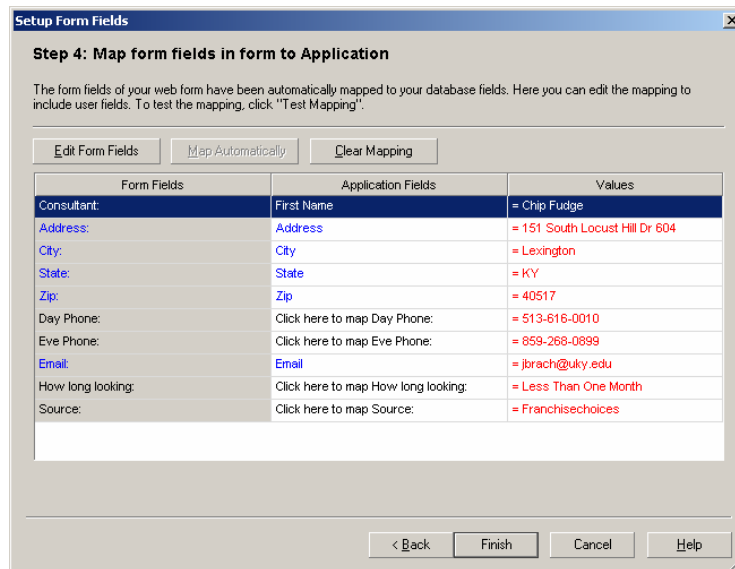 Setup Form Fields
Step 4: Map form fields in form to Application
The form fields of your web form have been automatically mapped to your database fields. Here you can edit the mapping to
include user fields. To test the mapping, click "Test Mapping".
Edit Form Fields Map Automatically Clear Mapping
Form Fields Application Fields Values
Consultant: First Name = Chip Fudge
Address: Address = 151 South Locust Hill Dr 604
City: City = Lexington
State: State = KY
Zip: Zip = 40517
Day Phone: Click here to map Day Phone: = 513-616-0010
Eve Phone: Click here to map Eve Phone: = 859-268-0899
Email: Email = jbrach@uky.edu
How long looking: Click here to map How long looking: = Less Than One Month
Source: Click here to map Source: = Franchisechoices
< Back Finish Cancel Help